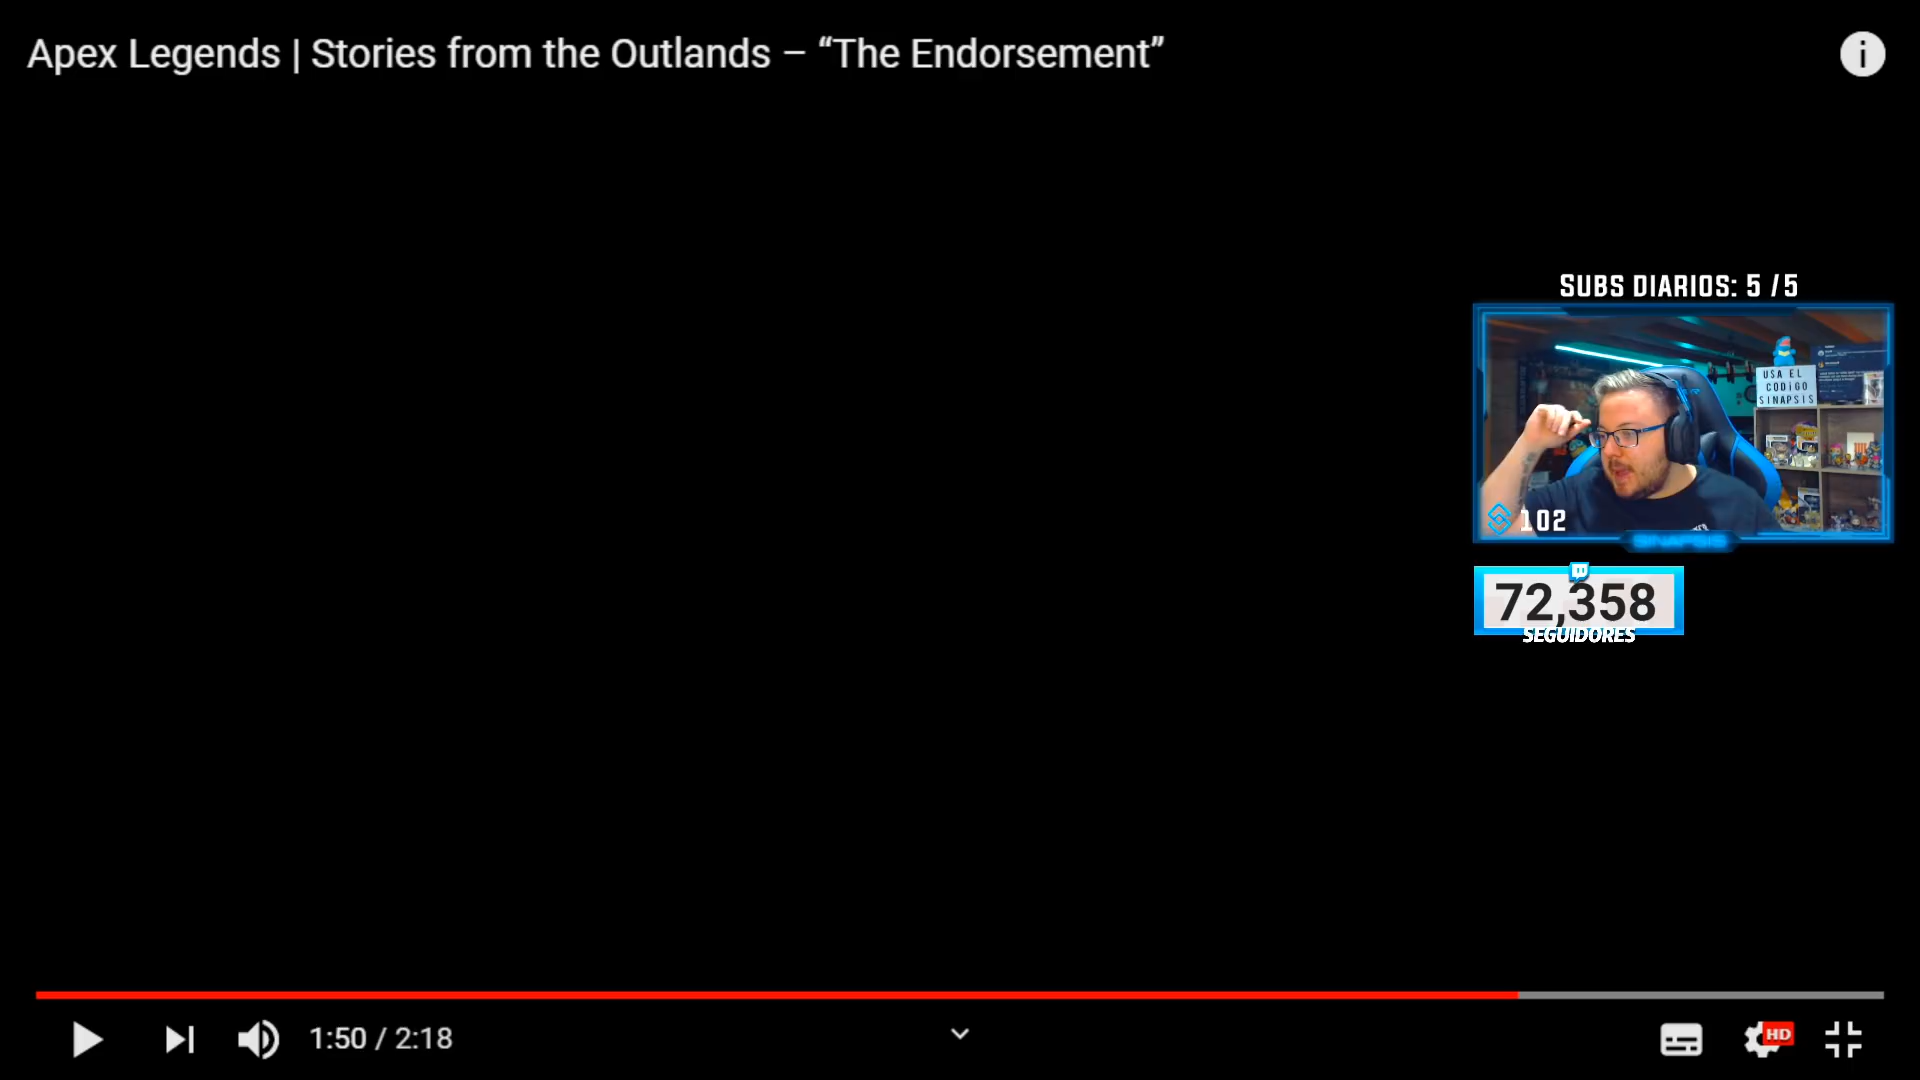 Apex Legends | Stories from the Outlands – “The Endorsement”
SUBS DIARIOS: 5 /5
U$A EL
CODiGO
SINAPSIS
102
SINAPSIS
72,358
SEGUIDORES
1:50 / 2:18
HD